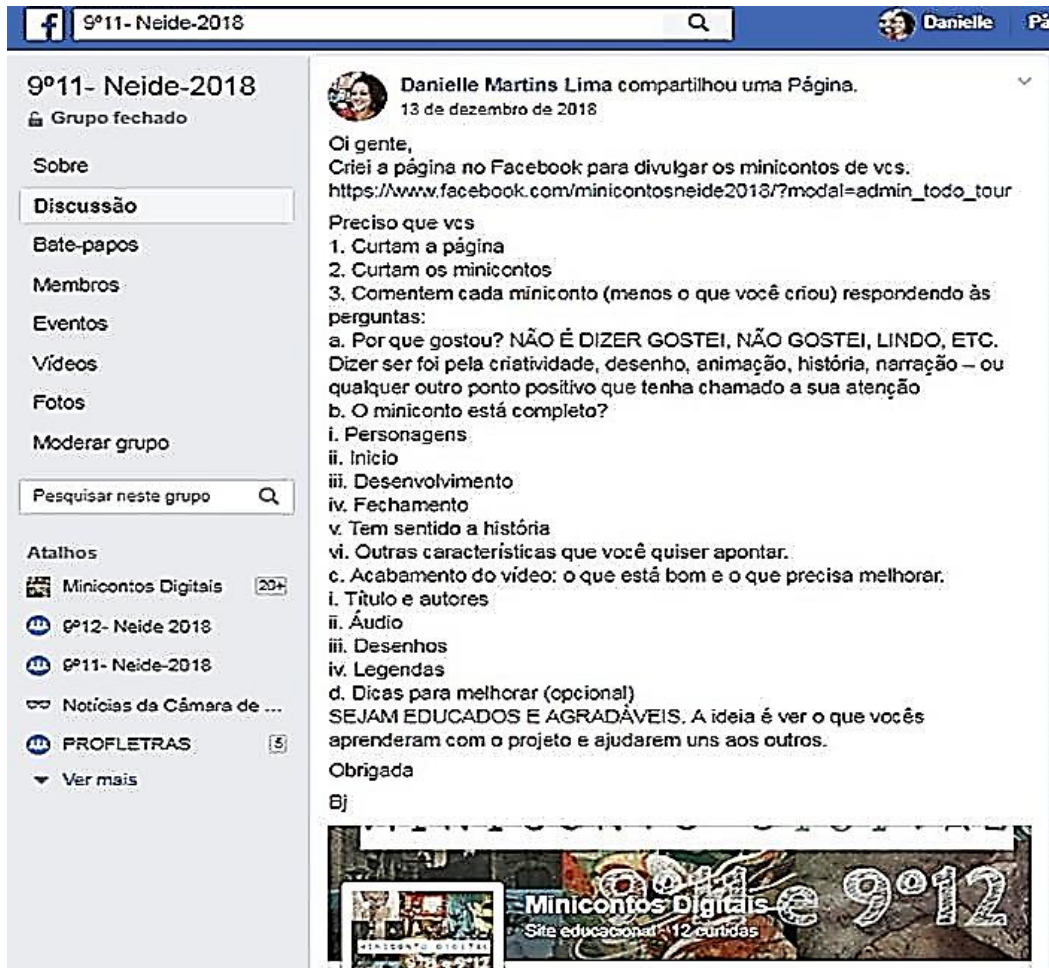 f
9º11- Neide-2018
Danielle
Pá
9º11- Neide-2018
Grupo fechado
Sobre
Discussão
Bate-papos
Membros
Eventos
Vídeos
Fotos
Moderar grupo
Pesquisar neste grupo
Atalhos
Minicontos Digitais 20+
9º12- Neide 2018
9º11- Neide-2018
Notícias da Câmara de ...
PROFLETRAS 5
Ver mais
Danielle Martins Lima compartilhou uma Página.
13 de dezembro de 2018
Oi gente,
Criei a página no Facebook para divulgar os minicontos de vcs.
https://www.facebook.com/minicontosneide2018/?modal=admin_todo_tour
Preciso que vcs
1. Curtam a página
2. Curtam os minicontos
3. Comentem cada miniconto (menos o que você criou) respondendo às
perguntas:
a. Por que gostou? NÃO É DIZER GOSTEI, NÃO GOSTEI, LINDO, ETC.
Dizer ser foi pela criatividade, desenho, animação, história, narração – ou
qualquer outro ponto positivo que tenha chamado a sua atenção
b. O miniconto está completo?
i. Personagens
ii. Inicio
iii. Desenvolvimento
iv. Fechamento
v. Tem sentido a história
vi. Outras características que você quiser apontar.
c. Acabamento do vídeo: o que está bom e o que precisa melhorar.
i. Título e autores
ii. Áudio
iii. Desenhos
iv. Legendas
d. Dicas para melhorar (opcional)
SEJAM EDUCADOS E AGRADÁVEIS. A ideia é ver o que vocês
aprenderam com o projeto e ajudarem uns aos outros.
Obrigada
Bj
MINICONTO DIGITAL
9º11 e 9º12
Minicontos Digitais
Site educacional · 12 curtidas
MINICONTO DIGITAL
9º11 e 9º12